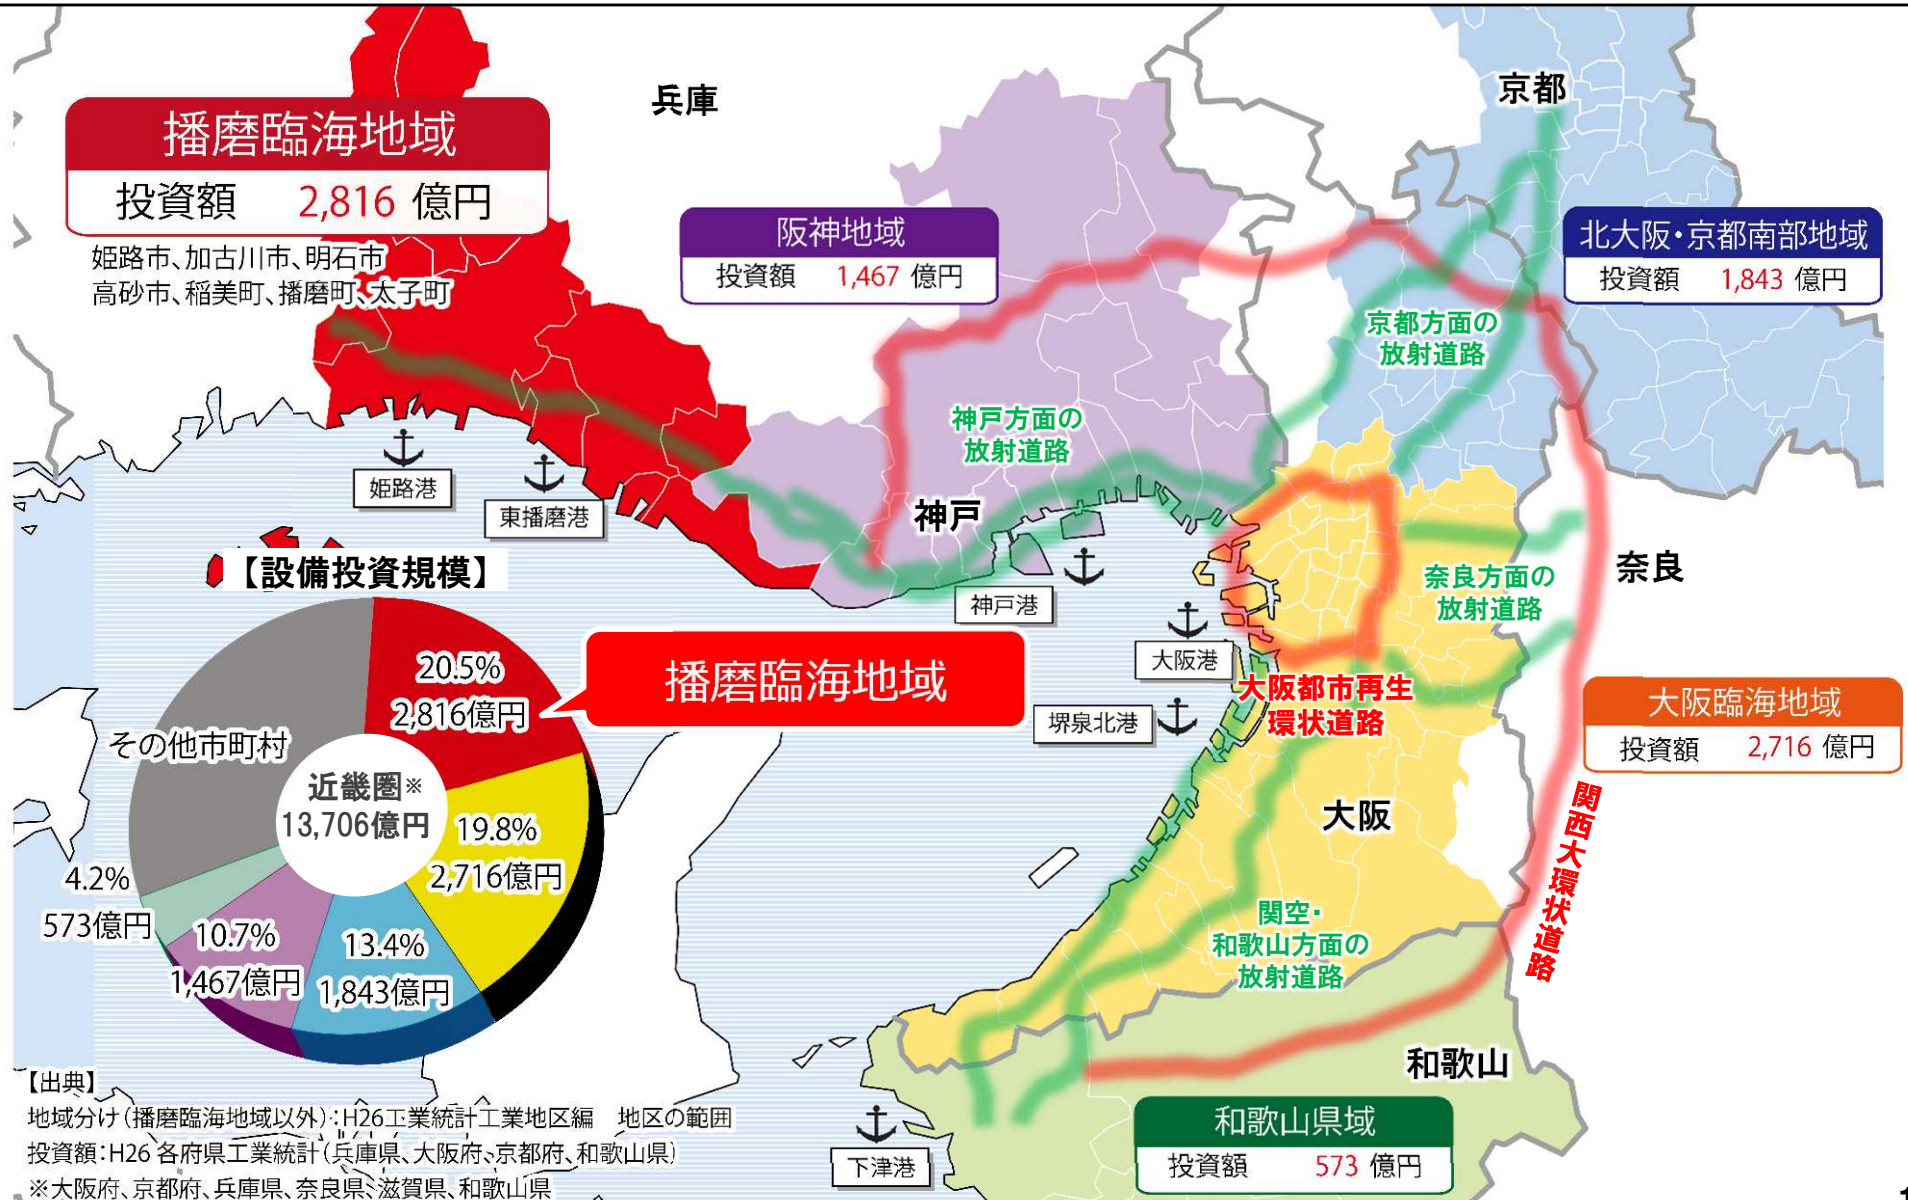 兵庫
京都
播磨臨海地域
投資額 2,816 億円
姫路市、加古川市、明石市
高砂市、稲美町、播磨町、太子町
阪神地域
投資額 1,467 億円
北大阪・京都南部地域
投資額 1,843 億円
京都方面の
放射道路
神戸方面の
放射道路
姫路港
東播磨港
神戸
神戸港
奈良
奈良方面の
放射道路
大阪港
堺泉北港
大阪都市再生
環状道路
大阪臨海地域
投資額 2,716 億円
関西大環状道路
大阪
関空・
和歌山方面の
放射道路
和歌山
和歌山県域
投資額 573 億円
下津港
【設備投資規模】
播磨臨海地域
20.5%
2,816億円
19.8%
2,716億円
13.4%
1,843億円
10.7%
1,467億円
4.2%
573億円
その他市町村
近畿圏※
13,706億円
【出典】
地域分け(播磨臨海地域以外):H26工業統計工業地区編 地区の範囲
投資額:H26 各府県工業統計(兵庫県、大阪府、京都府、和歌山県)
※大阪府、京都府、兵庫県、奈良県、滋賀県、和歌山県